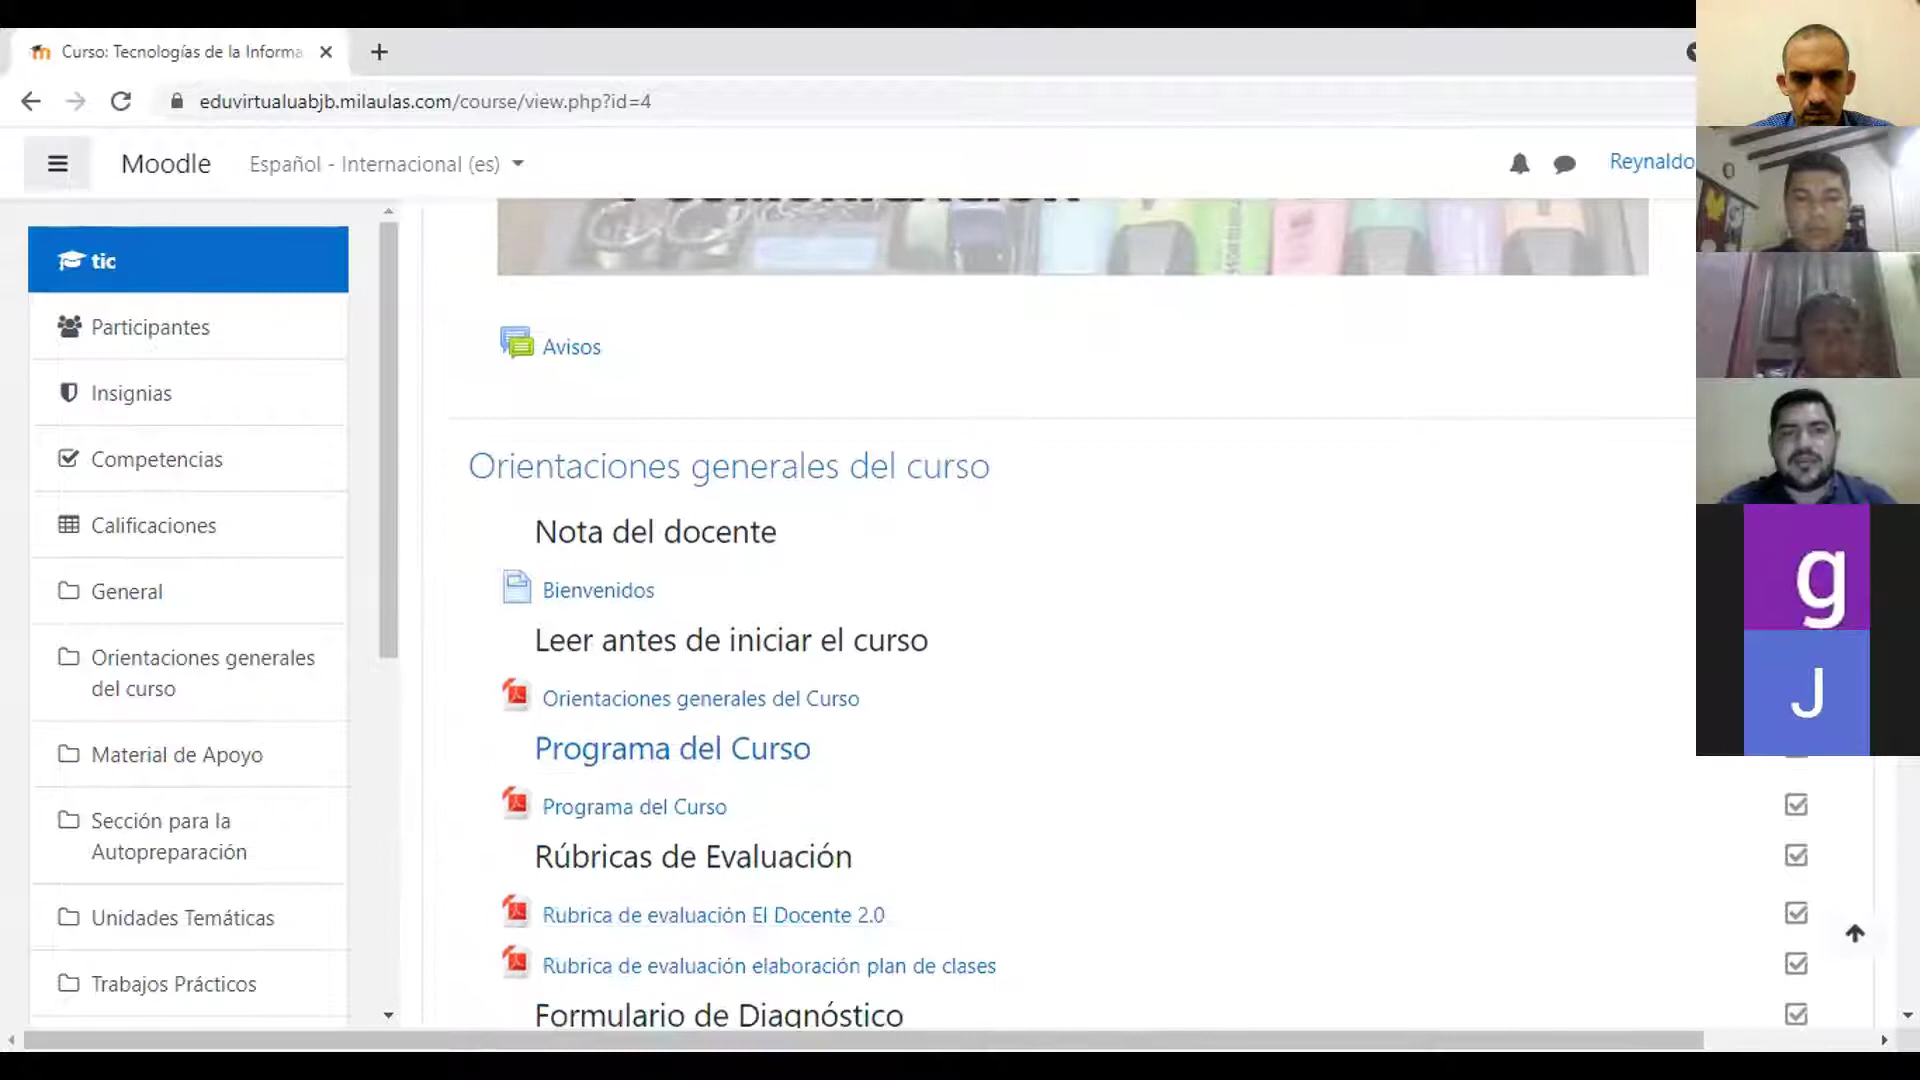 Curso: Tecnologías de la Informa
eduvirtualuabjb.milaulas.com/course/view.php?id=4
Moodle
Español - Internacional (es)
Reynaldo
tic
Participantes
Insignias
Competencias
Calificaciones
General
Orientaciones generales
del curso
Material de Apoyo
Sección para la
Autopreparación
Unidades Temáticas
Trabajos Prácticos
Avisos
Orientaciones generales del curso
Nota del docente
Bienvenidos
Leer antes de iniciar el curso
Orientaciones generales del Curso
Programa del Curso
Programa del Curso
Rúbricas de Evaluación
Rubrica de evaluación El Docente 2.0
Rubrica de evaluación elaboración plan de clases
Formulario de Diagnóstico
g
J